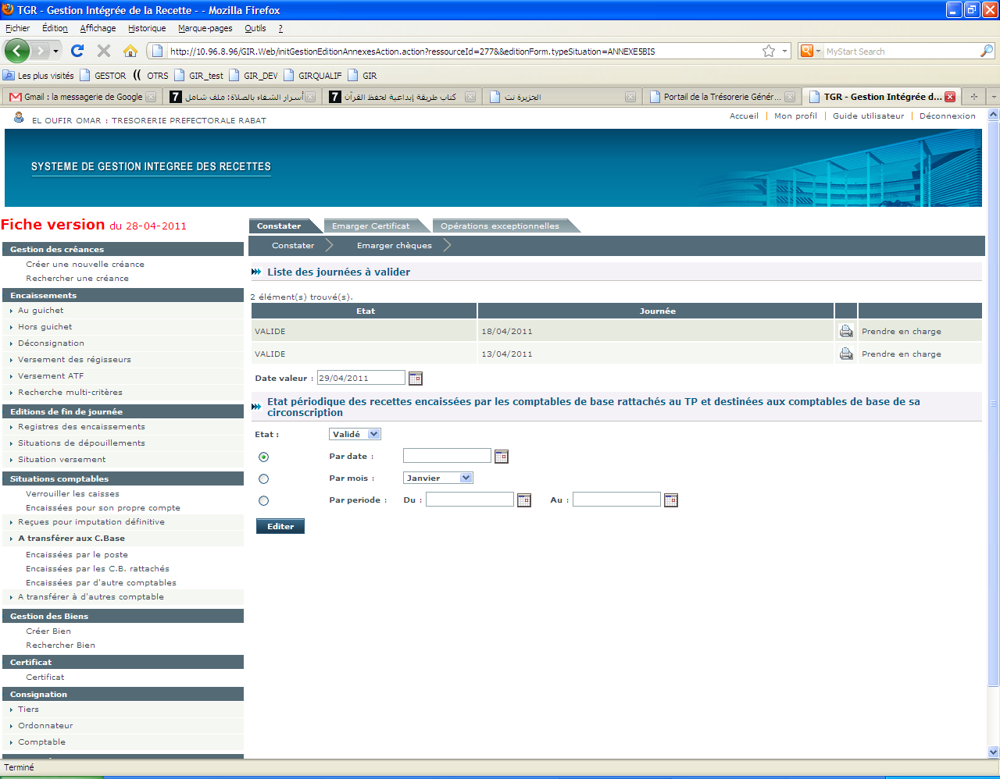 TGR - Gestion Intégrée de la Recette - - Mozilla Firefox
Fichier Édition Affichage Historique Marque-pages Outils ?
http://10.96.8.96/GIR.Web/initGestionEditionAnnexesAction.action?ressourceId=277&&editionForm.typeSituation=ANNEXE5BIS
MyStart Search
Les plus visités GESTOR OTRS GIR_test GIR_DEV GIRQUALIF GIR
Gmail : la messagerie de Google
7 أسرار الشفاء بالصلاة: ملف شامل
7 كتاب طريقة إبداعية لحفظ القرآن
الجزيرة نت
Portail de la Trésorerie Génér...
TGR - Gestion Intégrée d...
EL OUFIR OMAR : TRESORERIE PREFECTORALE RABAT
Accueil | Mon profil | Guide utilisateur | Déconnexion
SYSTEME DE GESTION INTEGREE DES RECETTES
Fiche version du 28-04-2011
Gestion des créances
Créer une nouvelle créance
Rechercher une créance
Encaissements
Au guichet
Hors guichet
Déconsignation
Versement des régisseurs
Versement ATF
Recherche multi-critères
Editions de fin de journée
Registres des encaissements
Situations de dépouillements
Situation versement
Situations comptables
Verrouiller les caisses
Encaissées pour son propre compte
Reçues pour imputation définitive
A transférer aux C.Base
Encaissées par le poste
Encaissées par les C.B. rattachés
Encaissées par d'autre comptables
A transférer à d'autres comptable
Gestion des Biens
Créer Bien
Rechercher Bien
Certificat
Certificat
Consignation
Tiers
Ordonnateur
Comptable
Constater Emarger Certificat Opérations exceptionnelles
Constater Emarger chèques
Liste des journées à valider
2 élément(s) trouvé(s).
Etat Journée
VALIDE 18/04/2011 Prendre en charge
VALIDE 13/04/2011 Prendre en charge
Date valeur : 29/04/2011
Etat périodique des recettes encaissées par les comptables de base rattachés au TP et destinées aux comptables de base de sa
circonscription
Etat : Validé
Par date :
Par mois : Janvier
Par periode : Du : Au :
Editer
Terminé